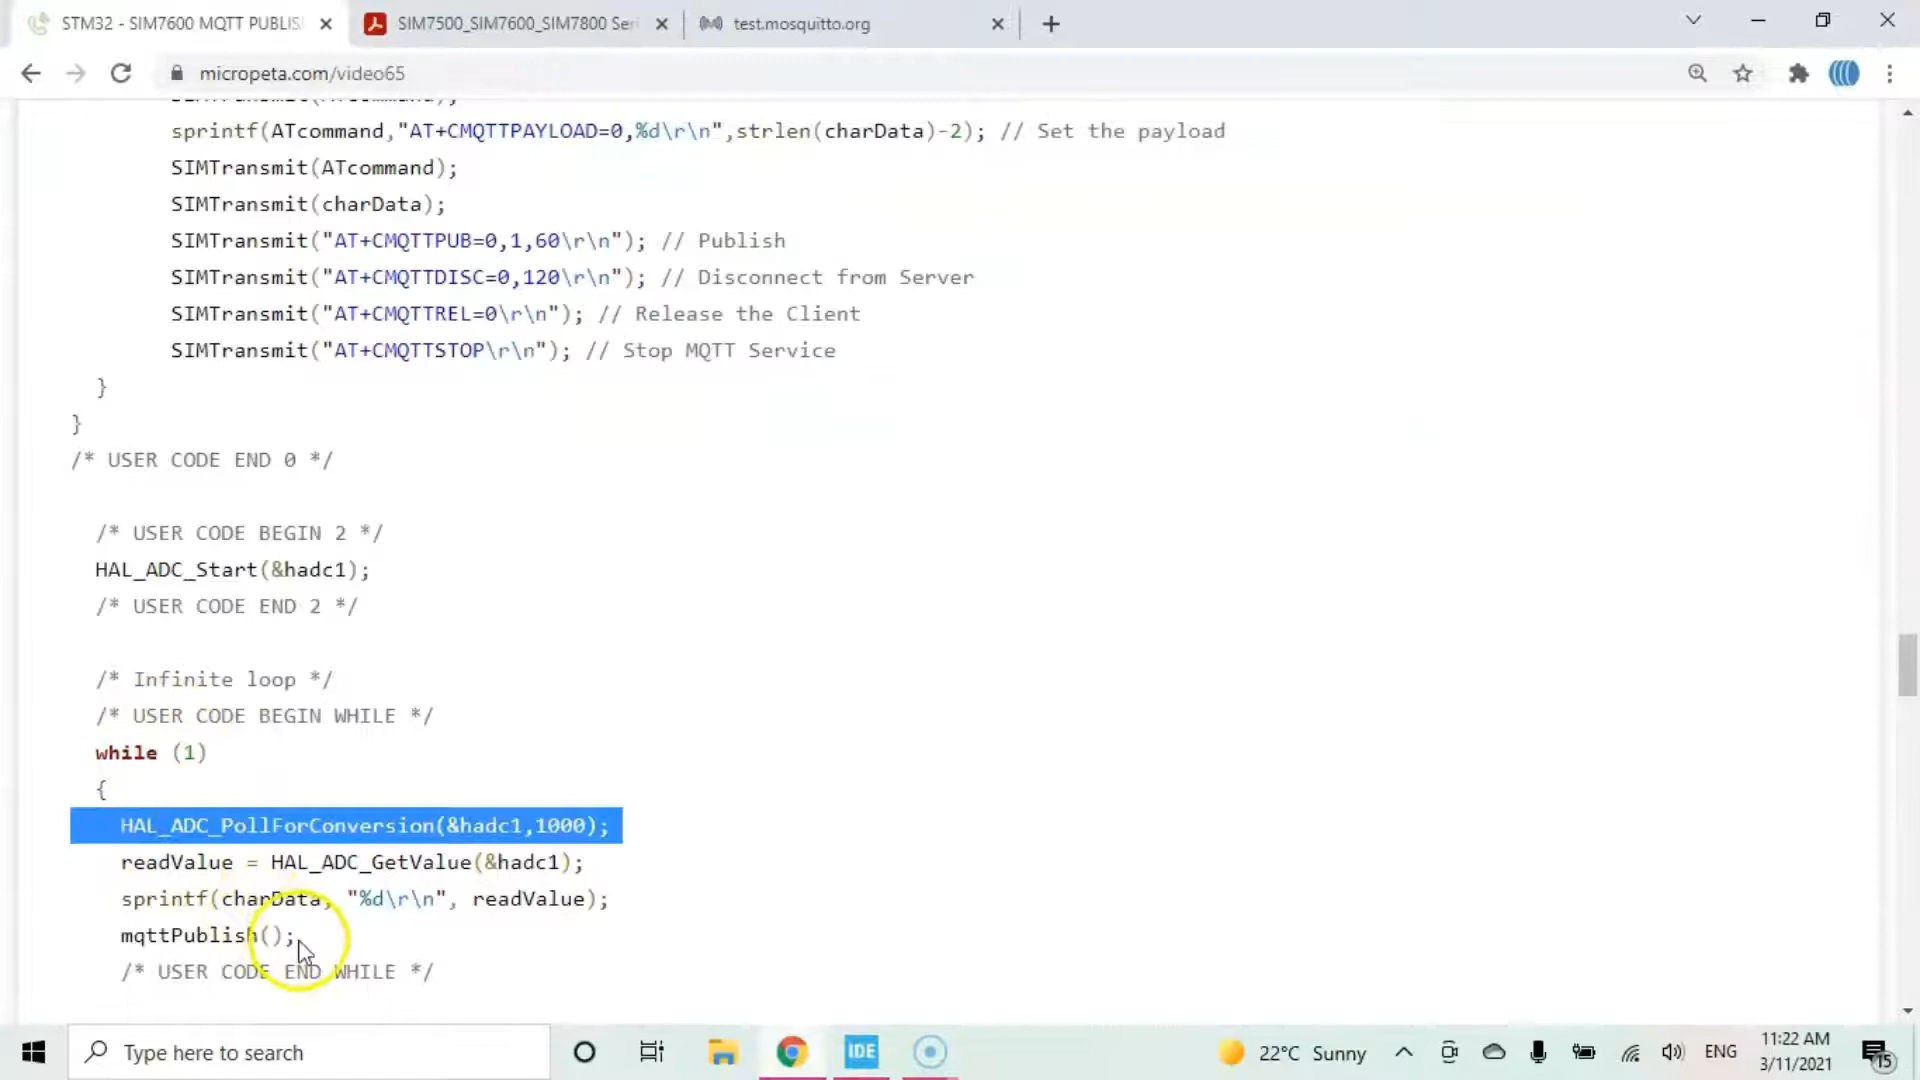 STM32 - SIM7600 MQTT PUBLIS
SIM7500_SIM7600_SIM7800 Seri
test.mosquitto.org
micropeta.com/video65
sprintf(ATcommand,"AT+CMQTTPAYLOAD=0,%d\r\n",strlen(charData)-2); // Set the payload
SIMTransmit(ATcommand);
SIMTransmit(charData);
SIMTransmit("AT+CMQTTPUB=0,1,60\r\n"); // Publish
SIMTransmit("AT+CMQTTDISC=0,120\r\n"); // Disconnect from Server
SIMTransmit("AT+CMQTTREL=0\r\n"); // Release the Client
SIMTransmit("AT+CMQTTSTOP\r\n"); // Stop MQTT Service
}
}
/* USER CODE END 0 */
/* USER CODE BEGIN 2 */
HAL_ADC_Start(&hadc1);
/* USER CODE END 2 */
/* Infinite loop */
/* USER CODE BEGIN WHILE */
while (1)
{
HAL_ADC_PollForConversion(&hadc1,1000);
readValue = HAL_ADC_GetValue(&hadc1);
sprintf(charData, "%d\r\n", readValue);
mqttPublish();
/* USER CODE END WHILE */
Type here to search
IDE
22°C Sunny
ENG
11:22 AM
3/11/2021
15